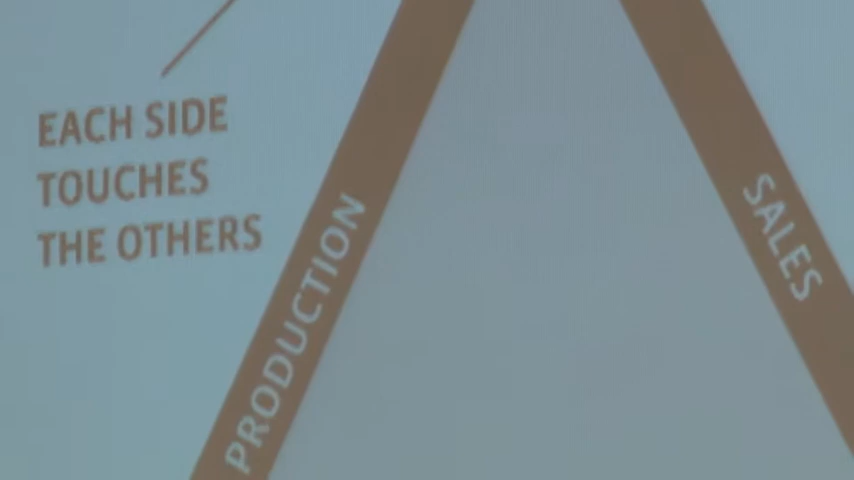 EACH SIDE
TOUCHES
THE OTHERS
PRODUCTION
SALES